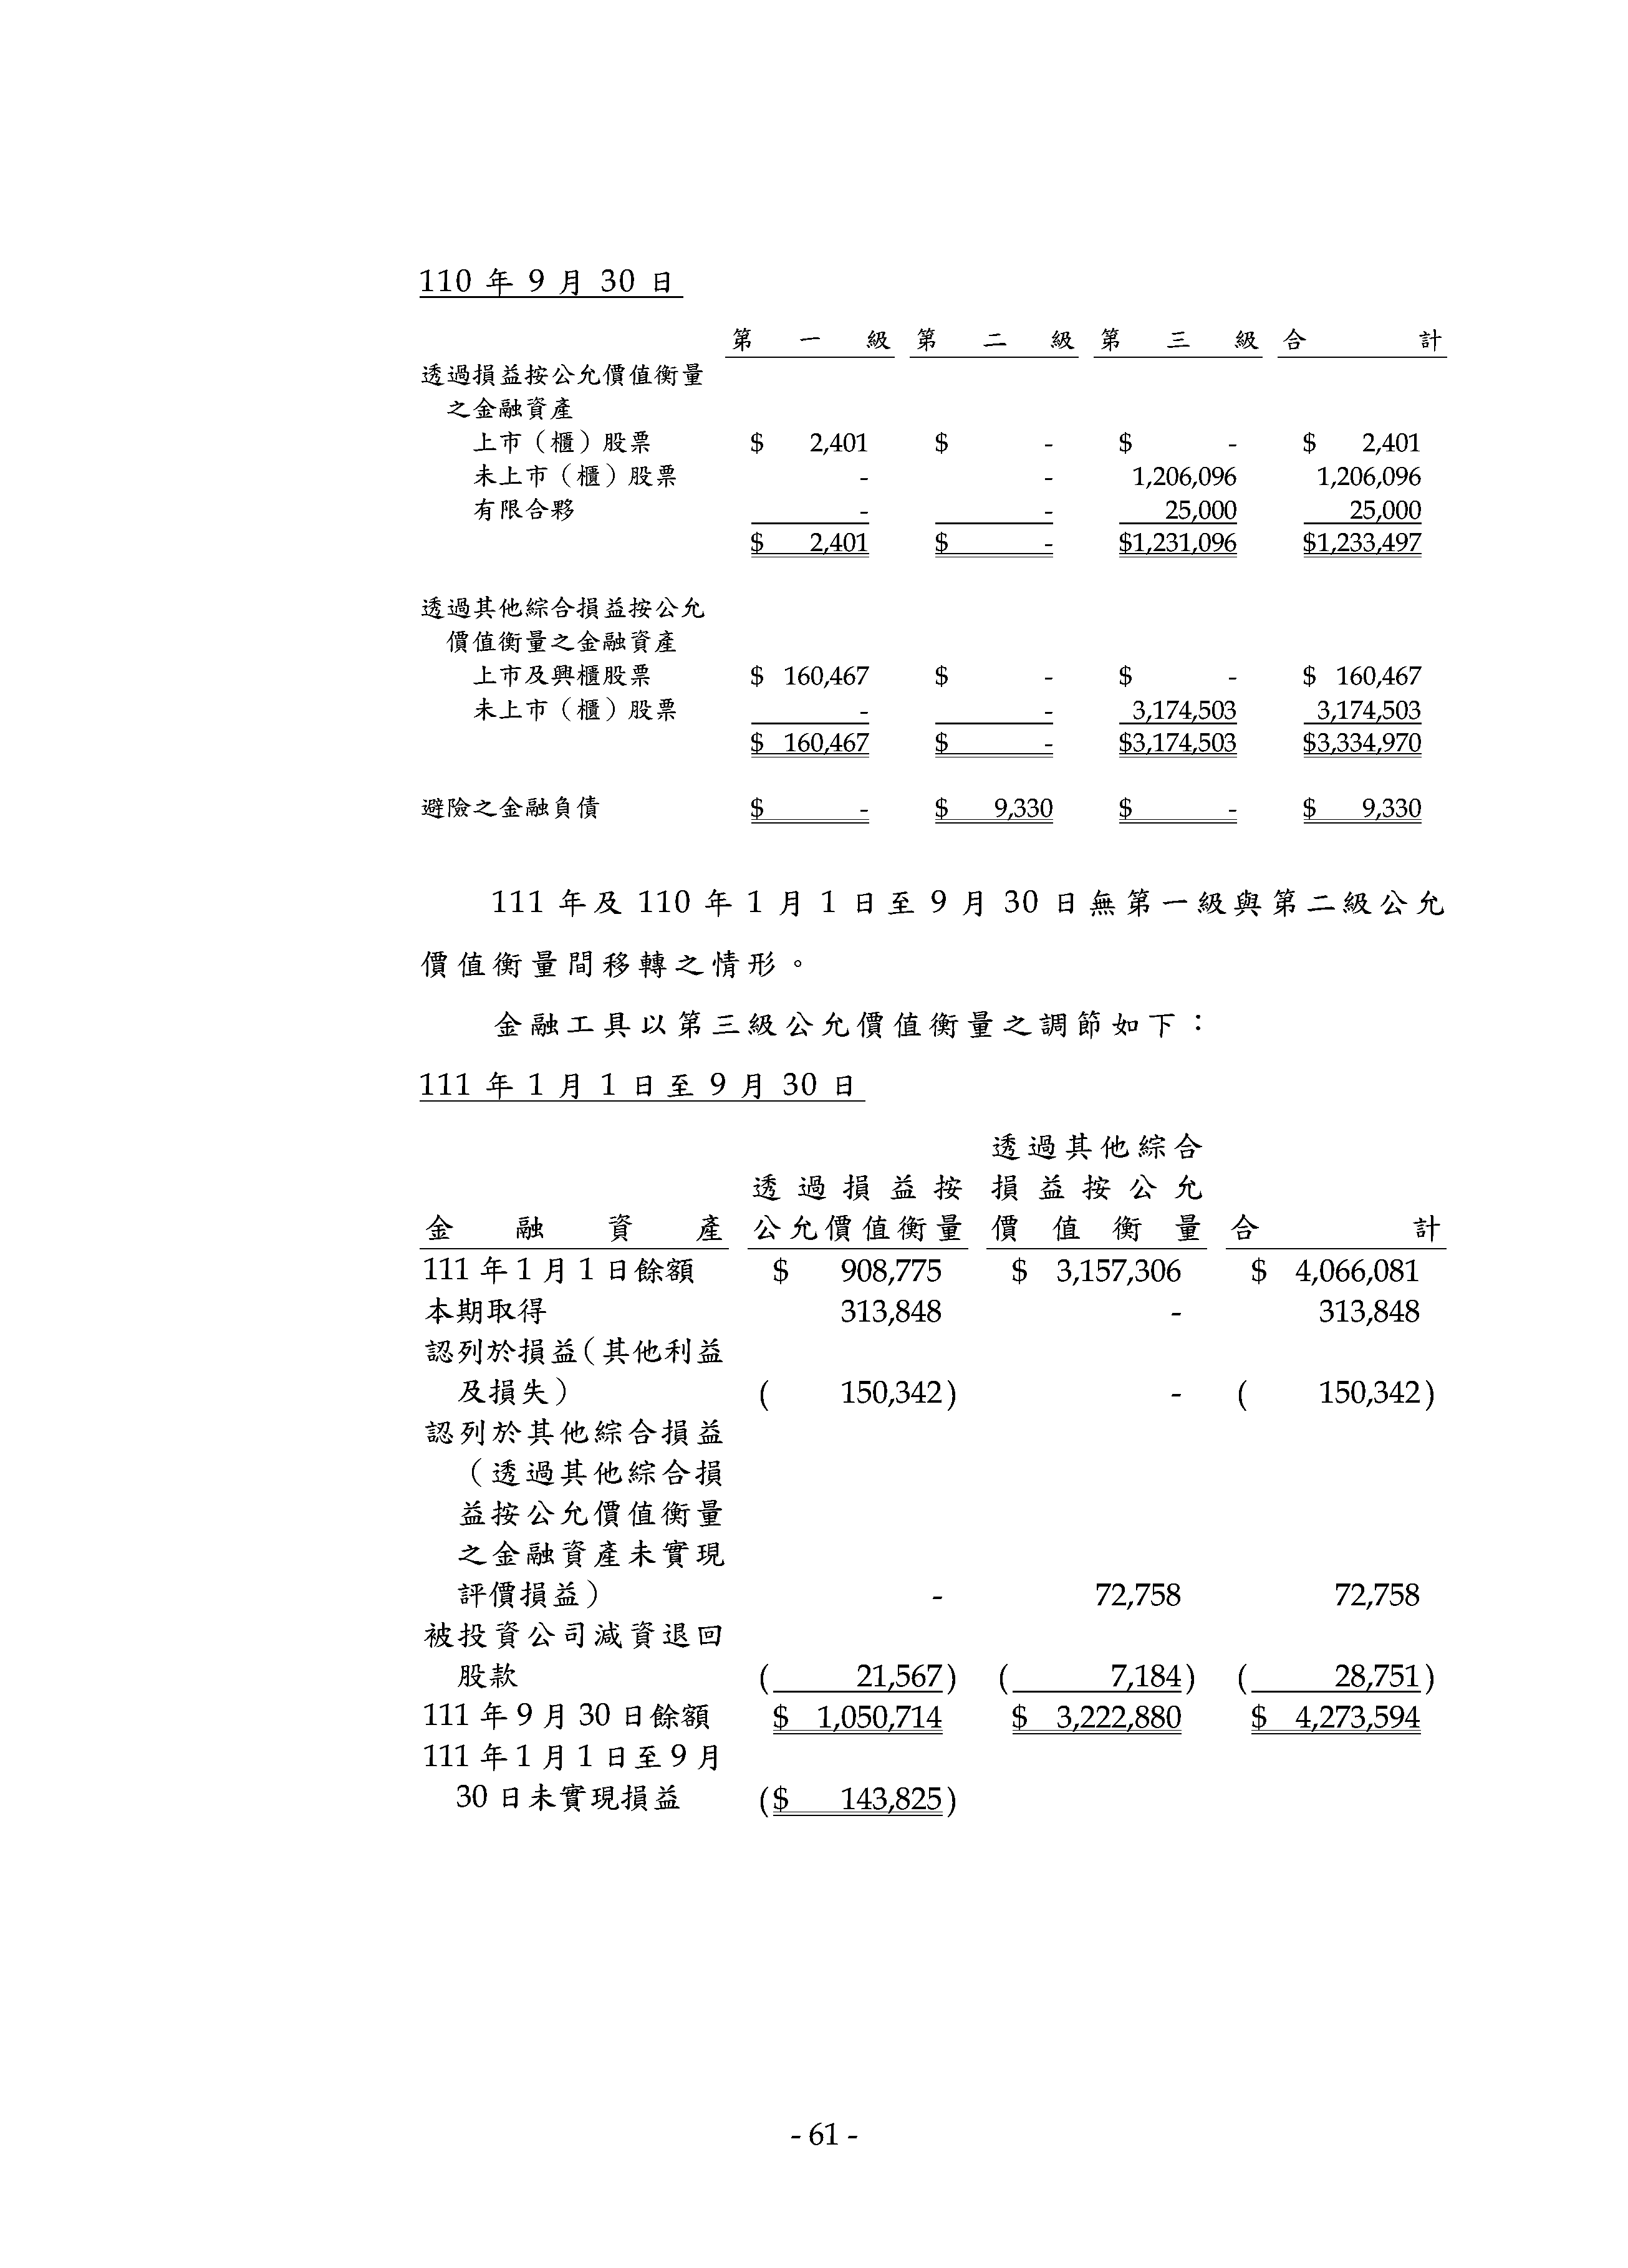 110 年 9 月 30 日
第一級 第二級 第三級 合計
透過損益按公允價值衡量
之金融資產
上市（櫃）股票 $ 2,401 $ - $ - $ 2,401
未上市（櫃）股票 - - 1,206,096 1,206,096
有限合夥 - - 25,000 25,000
$ 2,401 $ - $1,231,096 $1,233,497
透過其他綜合損益按公允
價值衡量之金融資產
上市及興櫃股票 $ 160,467 $ - $ - $ 160,467
未上市（櫃）股票 - - 3,174,503 3,174,503
$ 160,467 $ - $3,174,503 $3,334,970
避險之金融負債 $ - $ 9,330 $ - $ 9,330
111 年及 110 年 1 月 1 日至 9 月 30 日無第一級與第二級公允
價值衡量間移轉之情形。
金融工具以第三級公允價值衡量之調節如下：
111 年 1 月 1 日至 9 月 30 日
透過其他綜合
透過損益按 損益按公允
金融資產 公允價值衡量 價值衡量 合計
111 年 1 月 1 日餘額 $ 908,775 $ 3,157,306 $ 4,066,081
本期取得 313,848 - 313,848
認列於損益（其他利益
及損失） ( 150,342) - ( 150,342)
認列於其他綜合損益
（透過其他綜合損
益按公允價值衡量
之金融資產未實現
評價損益） - 72,758 72,758
被投資公司減資退回
股款 ( 21,567) ( 7,184) ( 28,751)
111 年 9 月 30 日餘額 $ 1,050,714 $ 3,222,880 $ 4,273,594
111 年 1 月 1 日至 9 月
30 日未實現損益 ($ 143,825)
- 61 -